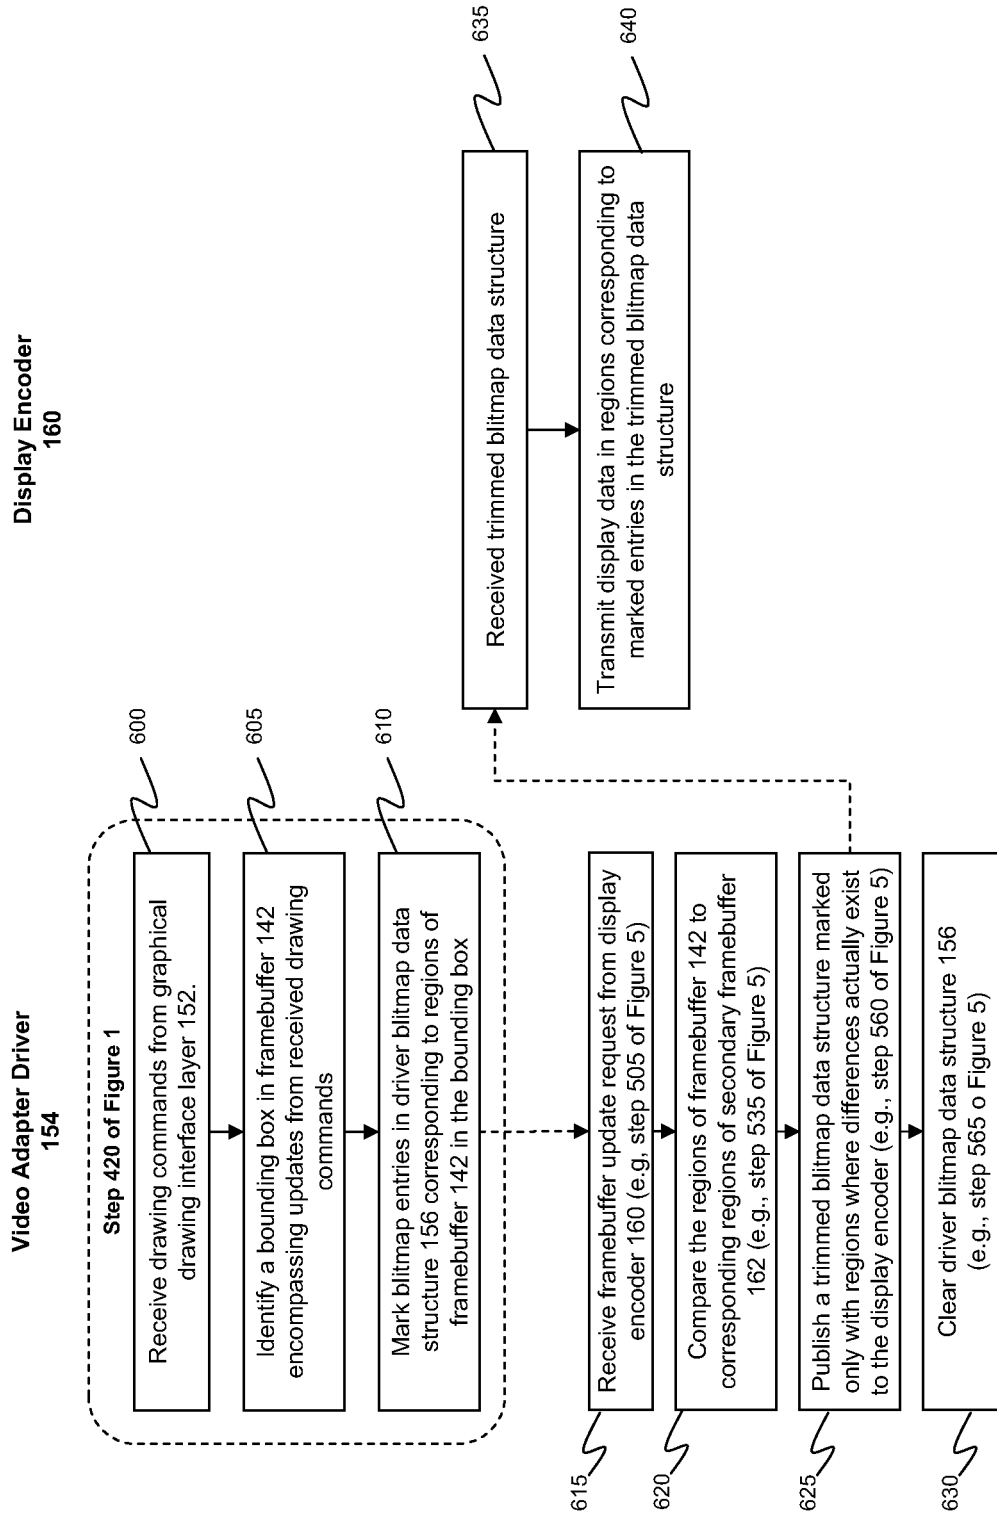 Video Adapter Driver
154
Display Encoder
160
Step 420 of Figure 1
Receive drawing commands from graphical
drawing interface layer 152.
600
Identify a bounding box in framebuffer 142
encompassing updates from received drawing
commands
605
Mark blitmap entries in driver blitmap data
structure 156 corresponding to regions of
framebuffer 142 in the bounding box
610
615
Receive framebuffer update request from display
encoder 160 (e.g, step 505 of Figure 5)
620
Compare the regions of framebuffer 142 to
corresponding regions of secondary framebuffer
162 (e.g., step 535 of Figure 5)
625
Publish a trimmed blitmap data structure marked
only with regions where differences actually exist
to the display encoder (e.g., step 560 of Figure 5)
630
Clear driver blitmap data structure 156
(e.g., step 565 o Figure 5)
Received trimmed blitmap data structure
635
Transmit display data in regions corresponding to
marked entries in the trimmed blitmap data
structure
640